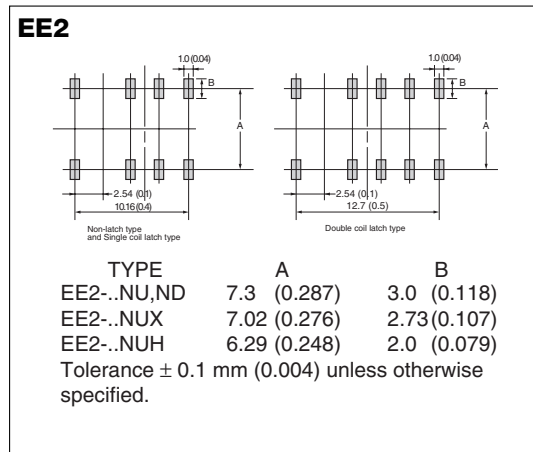 EE2
1.0 (0.04)
B
A
2.54 (0.1)
10.16 (0.4)
Non-latch type
and Single coil latch type
1.0 (0.04)
B
A
2.54 (0.1)
12.7 (0.5)
Double coil latch type
TYPE A B
EE2-..NU,ND 7.3 (0.287) 3.0 (0.118)
EE2-..NUX 7.02 (0.276) 2.73 (0.107)
EE2-..NUH 6.29 (0.248) 2.0 (0.079)
Tolerance ± 0.1 mm (0.004) unless otherwise
specified.